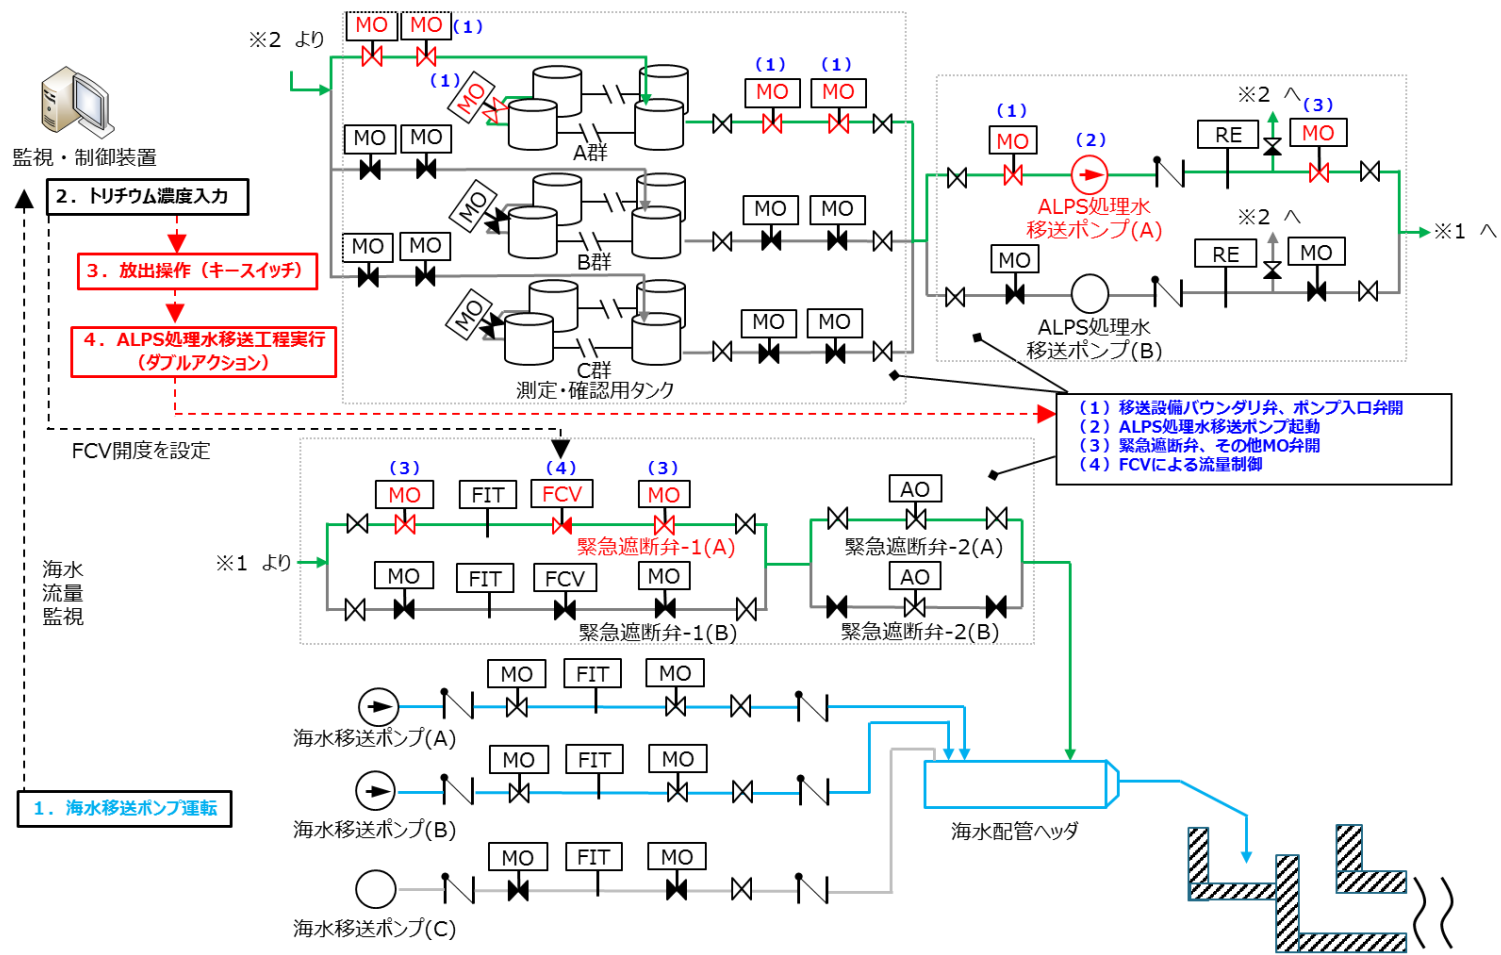 ※2 より
MO
MO
(1)
(1)
MO
MO
MO
A群
(1)
(1)
MO
MO
MO
B群
MO
MO
MO
MO
MO
C群
MO
MO
測定・確認用タンク
監視・制御装置
2．トリチウム濃度入力
3．放出操作（キースイッチ）
4．ALPS処理水移送工程実行
（ダブルアクション）
FCV開度を設定
海水
流量
監視
1．海水移送ポンプ運転
(1)
MO
(2)
ALPS処理水
移送ポンプ(A)
RE
※2 へ
(3)
MO
MO
ALPS処理水
移送ポンプ(B)
RE
※2 へ
MO
※1 へ
（1）移送設備バウンダリ弁、ポンプ入口弁開
（2）ALPS処理水移送ポンプ起動
（3）緊急遮断弁、その他MO弁開
（4）FCVによる流量制御
※1 より
(3)
MO
FIT
(4)
FCV
(3)
MO
緊急遮断弁-1(A)
MO
FIT
FCV
MO
緊急遮断弁-1(B)
AO
緊急遮断弁-2(A)
AO
緊急遮断弁-2(B)
MO
FIT
MO
海水移送ポンプ(A)
MO
FIT
MO
海水移送ポンプ(B)
MO
FIT
MO
海水移送ポンプ(C)
海水配管ヘッダ